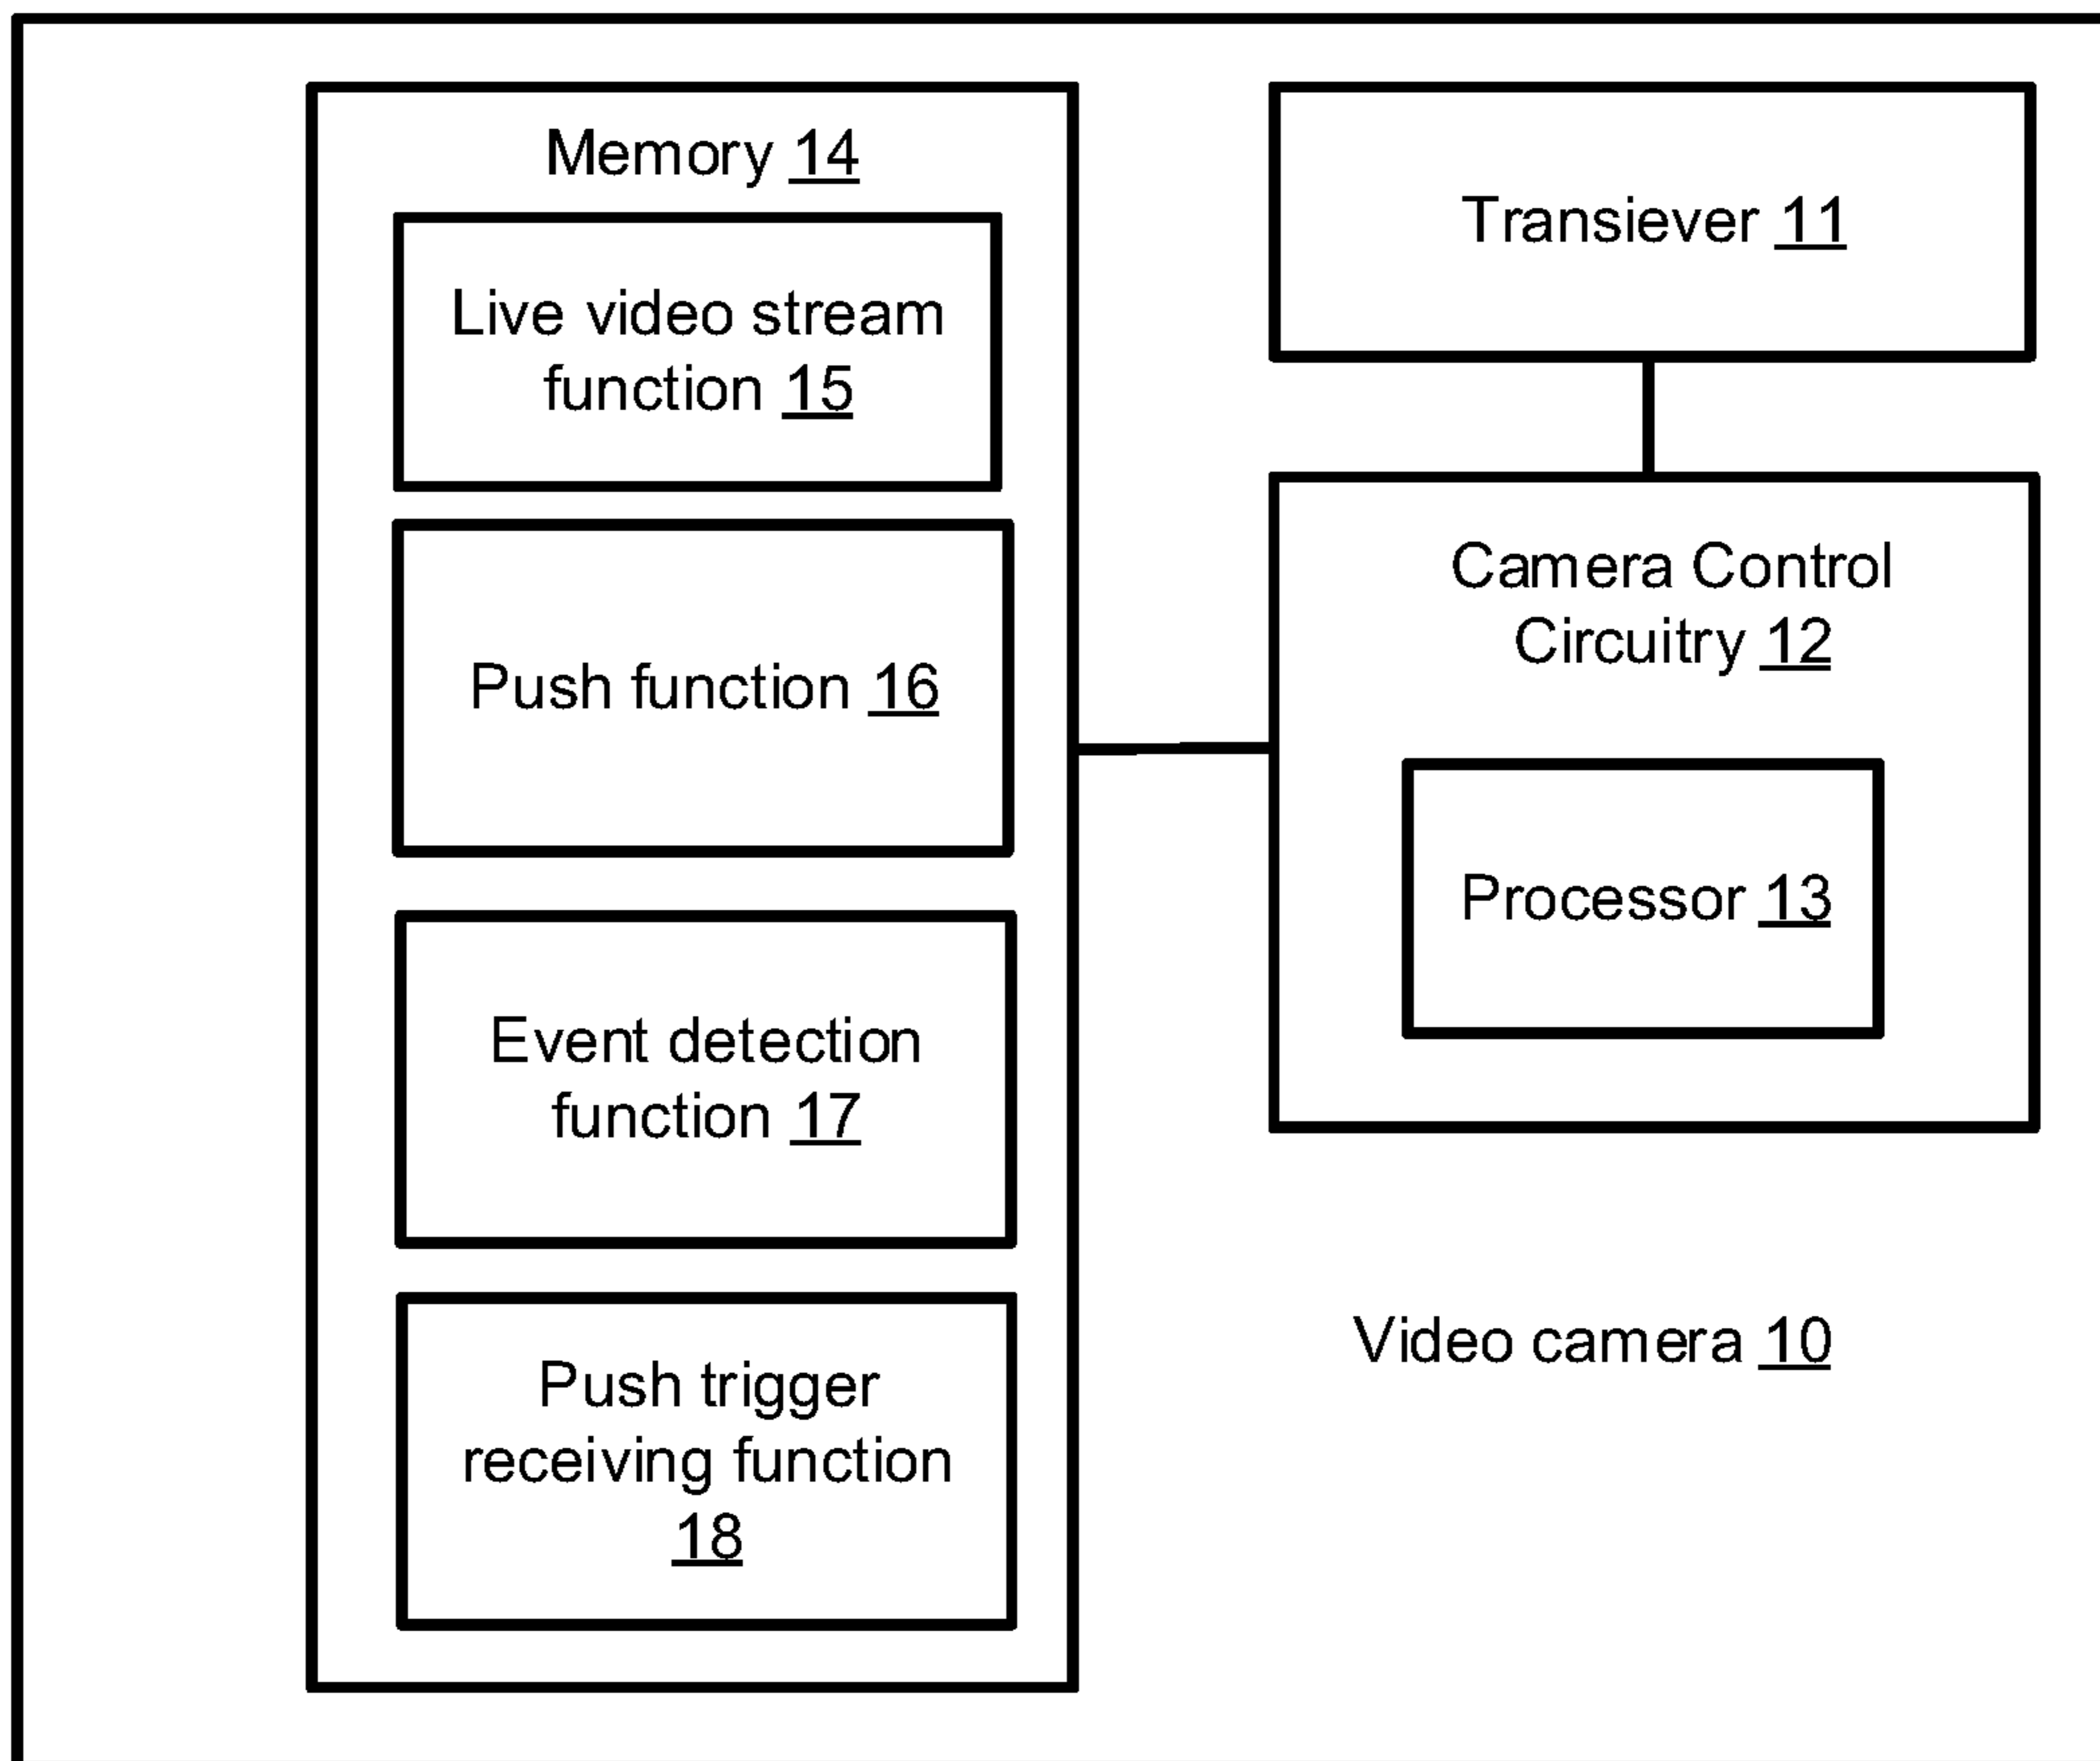 Memory 14
Live video stream
function 15
Push function 16
Event detection
function 17
Push trigger
receiving function
18
Transiever 11
Camera Control
Circuitry 12
Processor 13
Video camera 10